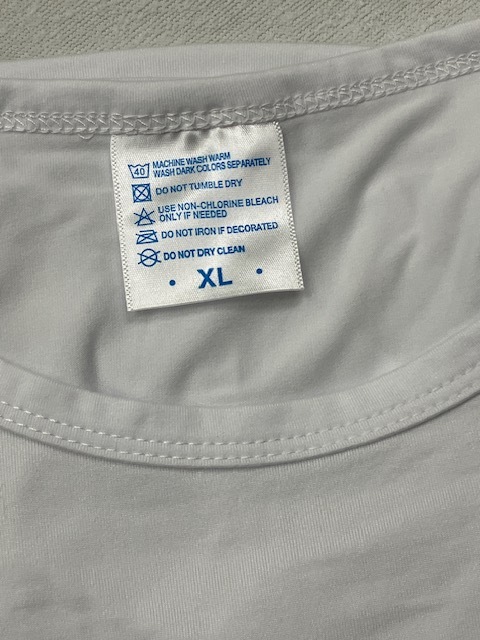 40 MACHINE WASH WARM
WASH DARK COLORS SEPARATELY
DO NOT TUMBLE DRY
USE NON-CHLORINE BLEACH
ONLY IF NEEDED
DO NOT IRON IF DECORATED
DO NOT DRY CLEAN
• XL •